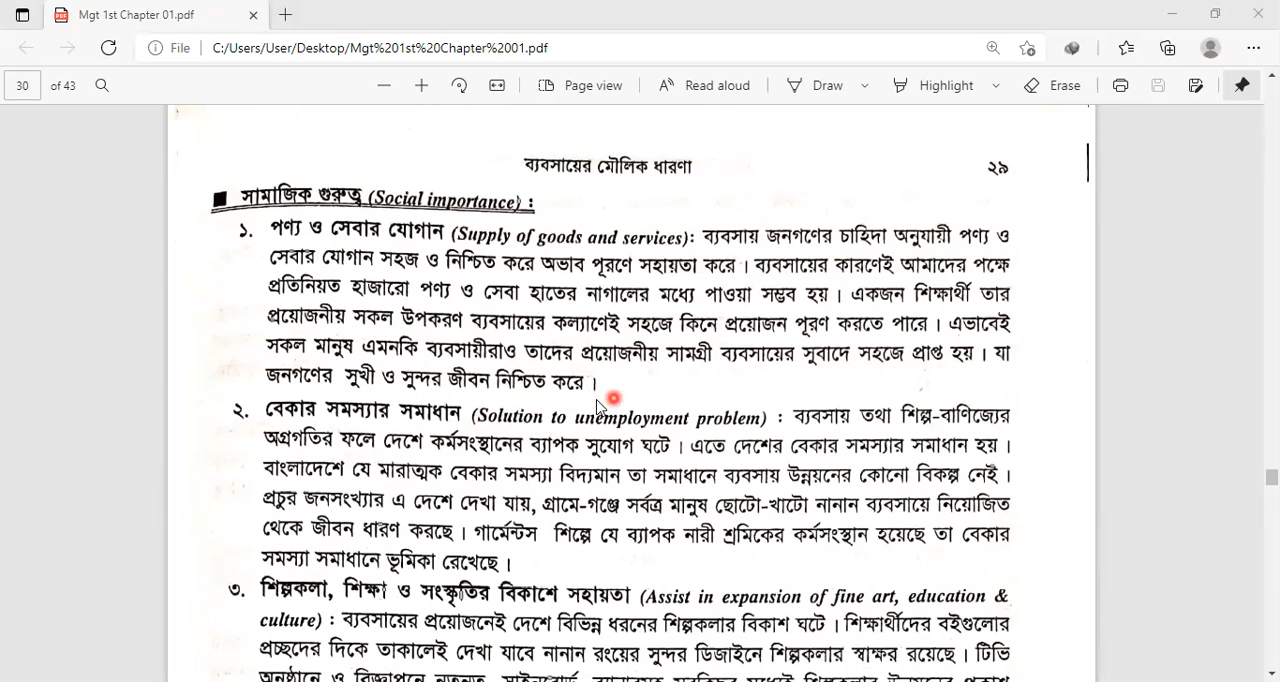 Mgt 1st Chapter 01.pdf
File | C:/Users/User/Desktop/Mgt%201st%20Chapter%2001.pdf
30 of 43 Page view Read aloud Draw Highlight Erase
ব্যবসায়ের মৌলিক ধারণা ২৯
■ সামাজিক গুরুত্ব (Social importance) :
১. পণ্য ও সেবার যোগান (Supply of goods and services): ব্যবসায় জনগণের চাহিদা অনুযায়ী পণ্য ও
সেবার যোগান সহজ ও নিশ্চিত করে অভাব পূরণে সহায়তা করে। ব্যবসায়ের কারণেই আমাদের পক্ষে
প্রতিনিয়ত হাজারো পণ্য ও সেবা হাতের নাগালের মধ্যে পাওয়া সম্ভব হয়। একজন শিক্ষার্থী তার
প্রয়োজনীয় সকল উপকরণ ব্যবসায়ের কল্যাণেই সহজে কিনে প্রয়োজন পূরণ করতে পারে। এভাবেই
সকল মানুষ এমনকি ব্যবসায়ীরাও তাদের প্রয়োজনীয় সামগ্রী ব্যবসায়ের সুবাদে সহজে প্রাপ্ত হয়। যা
জনগণের সুখী ও সুন্দর জীবন নিশ্চিত করে।
২. বেকার সমস্যার সমাধান (Solution to unemployment problem) : ব্যবসায় তথা শিল্প-বাণিজ্যের
অগ্রগতির ফলে দেশে কর্মসংস্থানের ব্যাপক সুযোগ ঘটে। এতে দেশের বেকার সমস্যার সমাধান হয়।
বাংলাদেশে যে মারাত্মক বেকার সমস্যা বিদ্যমান তা সমাধানে ব্যবসায় উন্নয়নের কোনো বিকল্প নেই।
প্রচুর জনসংখ্যার এ দেশে দেখা যায়, গ্রামে-গঞ্জে সর্বত্র মানুষ ছোটো-খাটো নানান ব্যবসায়ে নিয়োজিত
থেকে জীবন ধারণ করছে। গার্মেন্টস শিল্পে যে ব্যাপক নারী শ্রমিকের কর্মসংস্থান হয়েছে তা বেকার
সমস্যা সমাধানে ভূমিকা রেখেছে।
৩. শিল্পকলা, শিক্ষা ও সংস্কৃতির বিকাশে সহায়তা (Assist in expansion of fine art, education &
culture) : ব্যবসায়ের প্রয়োজনেই দেশে বিভিন্ন ধরনের শিল্পকলার বিকাশ ঘটে। শিক্ষার্থীদের বইগুলোর
প্রচ্ছদের দিকে তাকালেই দেখা যাবে নানান রংয়ের সুন্দর ডিজাইনে শিল্পকলার স্বাক্ষর রয়েছে। টিভি
অনুষ্ঠানে ও বিজ্ঞাপনে